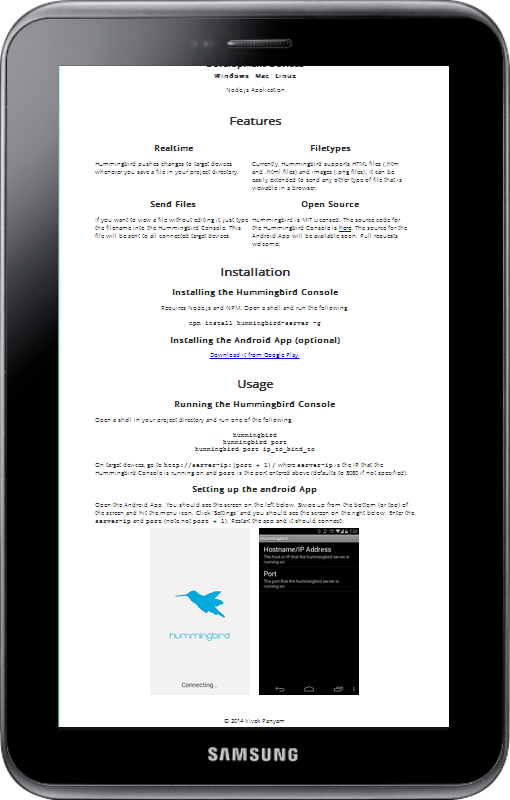 Development Devices
Windows Mac Linux
Node.js Application
Features
Realtime
Hummingbird pushes changes to target devices
whenever you save a file in your project directory.
Filetypes
Currently, Hummingbird supports HTML files (.htm
and .html files) and images (.png files). It can be
easily extended to send any other type of file that is
viewable in a browser.
Send Files
If you want to view a file without editing it, just type
the filename into the Hummingbird Console. This
file will be sent to all connected target devices.
Open Source
Hummingbird is MIT Licensed. The source code for
the Hummingbird Console is here. The source for the
Android App will be available soon. Pull requests
welcome!
Installation
Installing the Hummingbird Console
Requires Node.js and NPM. Open a shell and run the following.
npm install hummingbird-server -g
Installing the Android App (optional)
Download it from Google Play.
Usage
Running the Hummingbird Console
Open a shell in your project directory and run one of the following.
hummingbird
hummingbird port
hummingbird port ip_to_bind_to
On target devices, go to http://server-ip:(port + 1)/ where server-ip is the IP that the
Hummingbird Console is running on and port is the port entered above (defaults to 8080 if not specified).
Setting up the android App
Open the Android App. You should see the screen on the left below. Swipe up from the bottom (or top) of
the screen and hit the menu icon. Click 'Settings' and you should see the screen on the right below. Enter the
server-ip and port (note not port + 1). Restart the app and it should connect!
hummingbird
Connecting...
7:22
Hummingbird
Hostname/IP Address
The host or IP that the hummingbird server is
running on
Port
The port that the hummingbird server is
running on
© 2014 Vivek Panyam
SAMSUNG